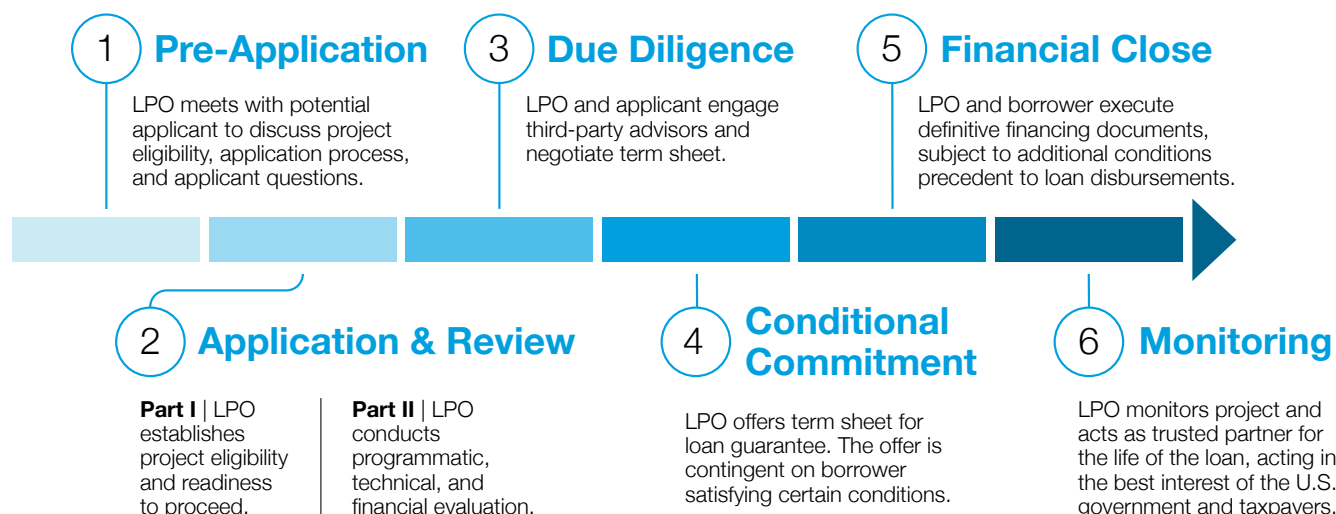 1 Pre-Application
LPO meets with potential
applicant to discuss project
eligibility, application process,
and applicant questions.
3 Due Diligence
LPO and applicant engage
third-party advisors and
negotiate term sheet.
5 Financial Close
LPO and borrower execute
definitive financing documents,
subject to additional conditions
precedent to loan disbursements.
2 Application & Review
Part I | LPO
establishes
project eligibility
and readiness
to proceed.
Part II | LPO
conducts
programmatic,
technical, and
financial evaluation.
4 Conditional
Commitment
LPO offers term sheet for
loan guarantee. The offer is
contingent on borrower
satisfying certain conditions.
6 Monitoring
LPO monitors project and
acts as trusted partner for
the life of the loan, acting in
the best interest of the U.S.
government and taxpayers.